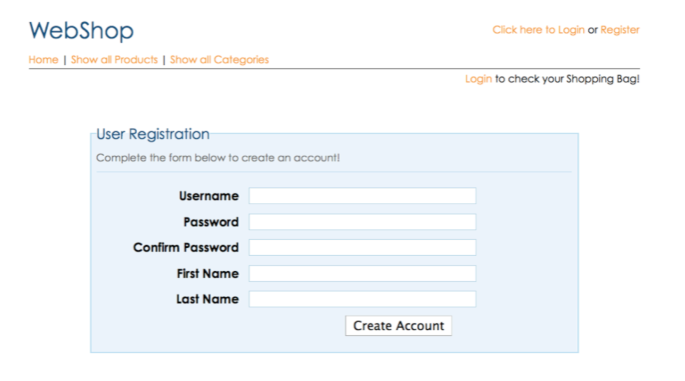 WebShop
Click here to Login or Register
Home | Show all Products | Show all Categories
Login to check your Shopping Bag!
User Registration
Complete the form below to create an account!
Username
Password
Confirm Password
First Name
Last Name
Create Account